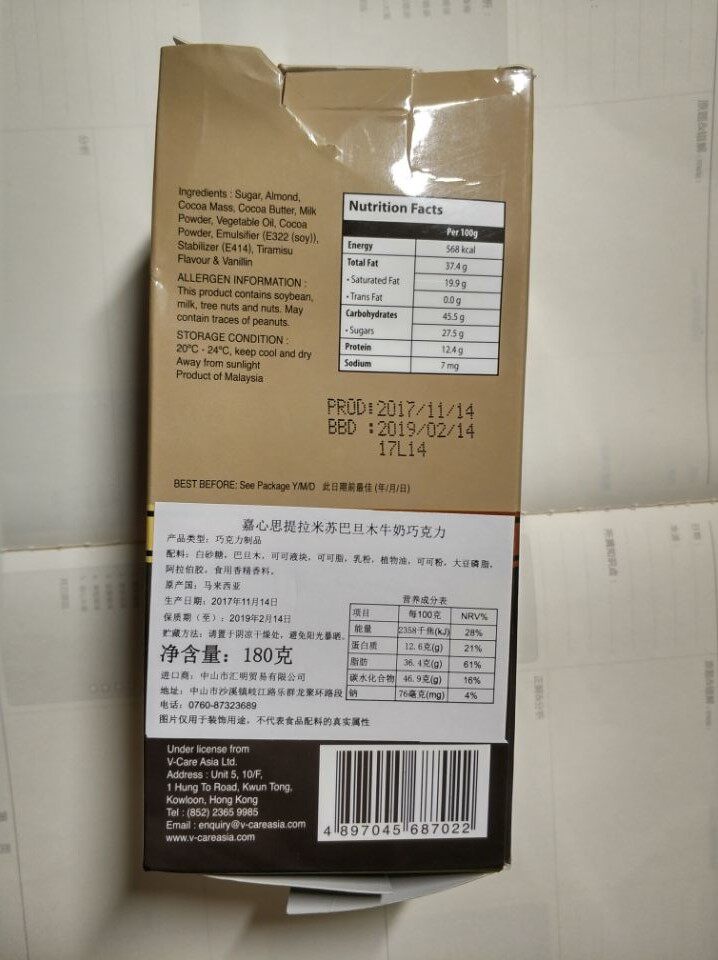 Ingredients : Sugar, Almond,
Cocoa Mass, Cocoa Butter, Milk
Powder, Vegetable Oil, Cocoa
Powder, Emulsifier (E322 (soy)),
Stabilizer (E414), Tiramisu
Flavour & Vanillin
ALLERGEN INFORMATION :
This product contains soybean,
milk, tree nuts and nuts. May
contain traces of peanuts.
STORAGE CONDITION :
20°C - 24°C, keep cool and dry
Away from sunlight
Product of Malaysia
Nutrition Facts
Per 100g
Energy 568 kcal
Total Fat 37.4 g
• Saturated Fat 19.9 g
• Trans Fat 0.0 g
Carbohydrates 45.5 g
• Sugars 27.5 g
Protein 12.4 g
Sodium 7 mg
PROD:2017/11/14
BBD :2019/02/14
17L14
BEST BEFORE: See Package Y/M/D 此日期前最佳 (年/月/日)
嘉心思提拉米苏巴旦木牛奶巧克力
产品类型：巧克力制品
配料：白砂糖，巴旦木，可可液块，可可脂，乳粉，植物油，可可粉，大豆磷脂，
阿拉伯胶，食用香精香料。
原产国：马来西亚
生产日期：2017年11月14日
保质期（至）：2019年2月14日
贮藏方法：请置于阴凉干燥处，避免阳光暴晒。
净含量：180克
进口商：中山市汇明贸易有限公司
地址：中山市沙溪镇岐江路乐群龙聚环路段
电话：0760-87323689
图片仅用于装饰用途，不代表食品配料的真实属性
营养成分表
项目 每100克 NRV%
能量 2358千焦(kJ) 28%
蛋白质 12.6克(g) 21%
脂肪 36.4克(g) 61%
碳水化合物 46.9克(g) 16%
钠 76毫克(mg) 4%
Under license from
V-Care Asia Ltd.
Address : Unit 5, 10/F,
1 Hung To Road, Kwun Tong,
Kowloon, Hong Kong
Tel : (852) 2365 9985
Email : enquiry@v-careasia.com
www.v-careasia.com
4 897045 687022